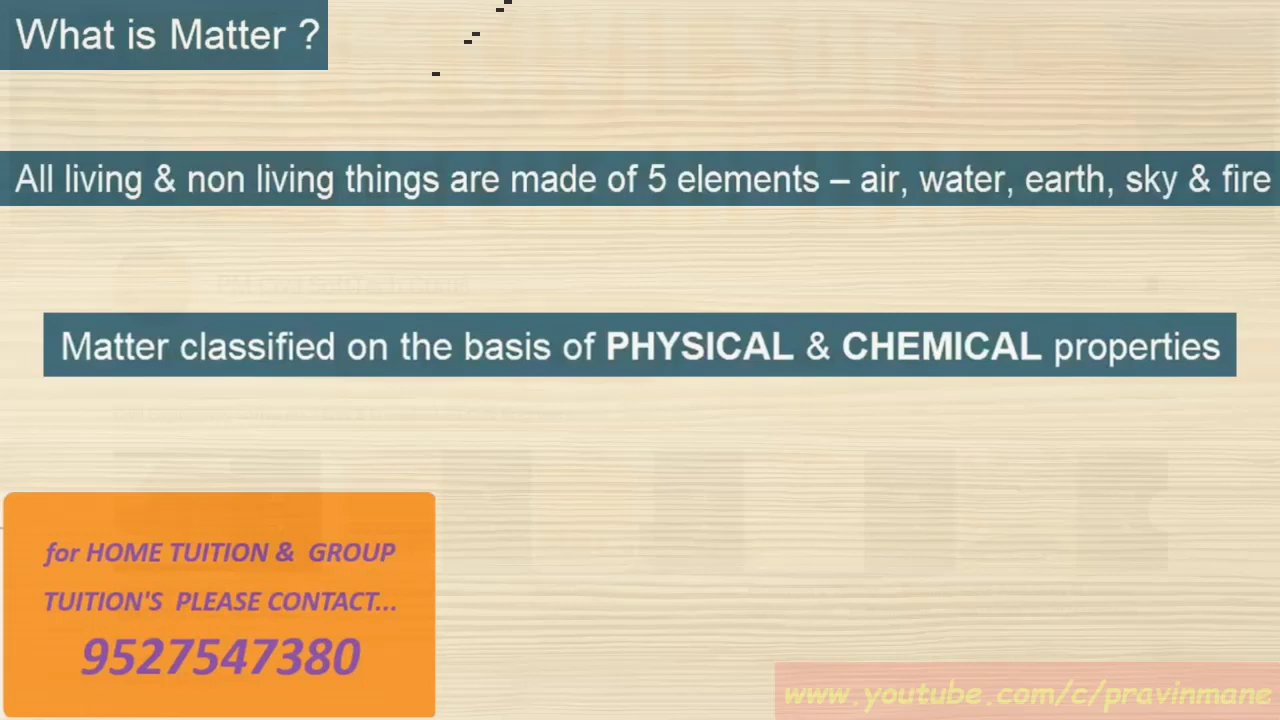 What is Matter ?
All living & non living things are made of 5 elements – air, water, earth, sky & fire
Matter classified on the basis of PHYSICAL & CHEMICAL properties
for HOME TUITION & GROUP
TUITION'S PLEASE CONTACT...
9527547380
www.youtube.com/c/pravinmane